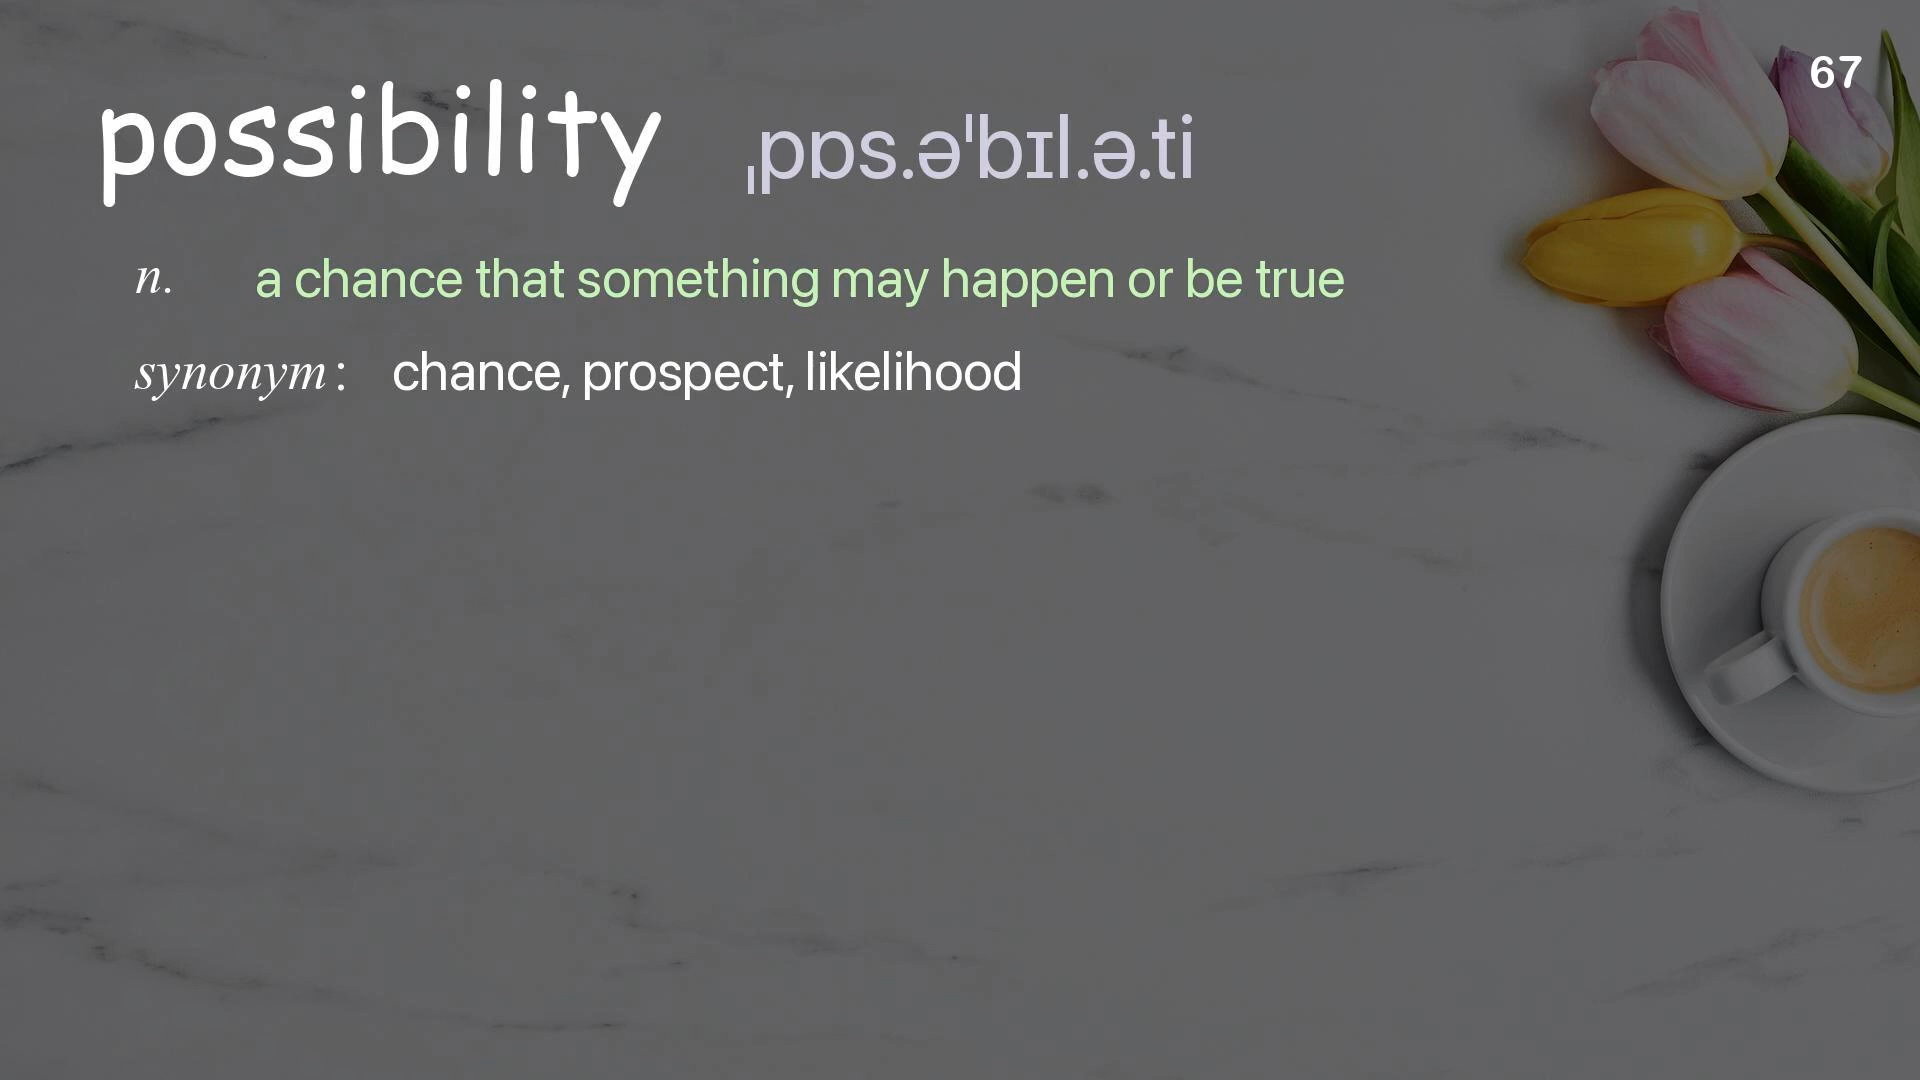 67
possibility ˌpɒs.əˈbɪl.ə.ti
n. a chance that something may happen or be true
synonym: chance, prospect, likelihood